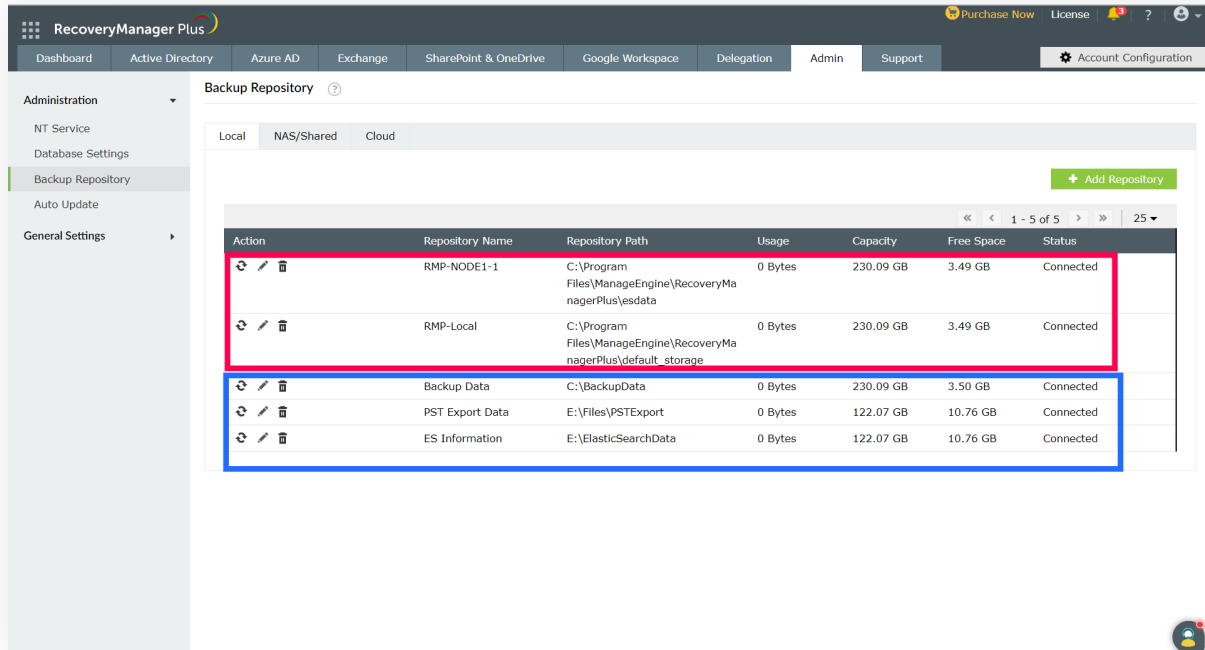 Purchase Now License 3 ?
RecoveryManager Plus
Dashboard Active Directory Azure AD Exchange SharePoint & OneDrive Google Workspace Delegation Admin Support Account Configuration
Administration
NT Service
Database Settings
Backup Repository
Auto Update
General Settings
Backup Repository ?
Local NAS/Shared Cloud
+ Add Repository
« < 1 - 5 of 5 > » 25
Action Repository Name Repository Path Usage Capacity Free Space Status
RMP-NODE1-1 C:\Program 0 Bytes 230.09 GB 3.49 GB Connected
Files\ManageEngine\RecoveryMa
nagerPlus\esdata
RMP-Local C:\Program 0 Bytes 230.09 GB 3.49 GB Connected
Files\ManageEngine\RecoveryMa
nagerPlus\default_storage
Backup Data C:\BackupData 0 Bytes 230.09 GB 3.50 GB Connected
PST Export Data E:\Files\PSTExport 0 Bytes 122.07 GB 10.76 GB Connected
ES Information E:\ElasticSearchData 0 Bytes 122.07 GB 10.76 GB Connected